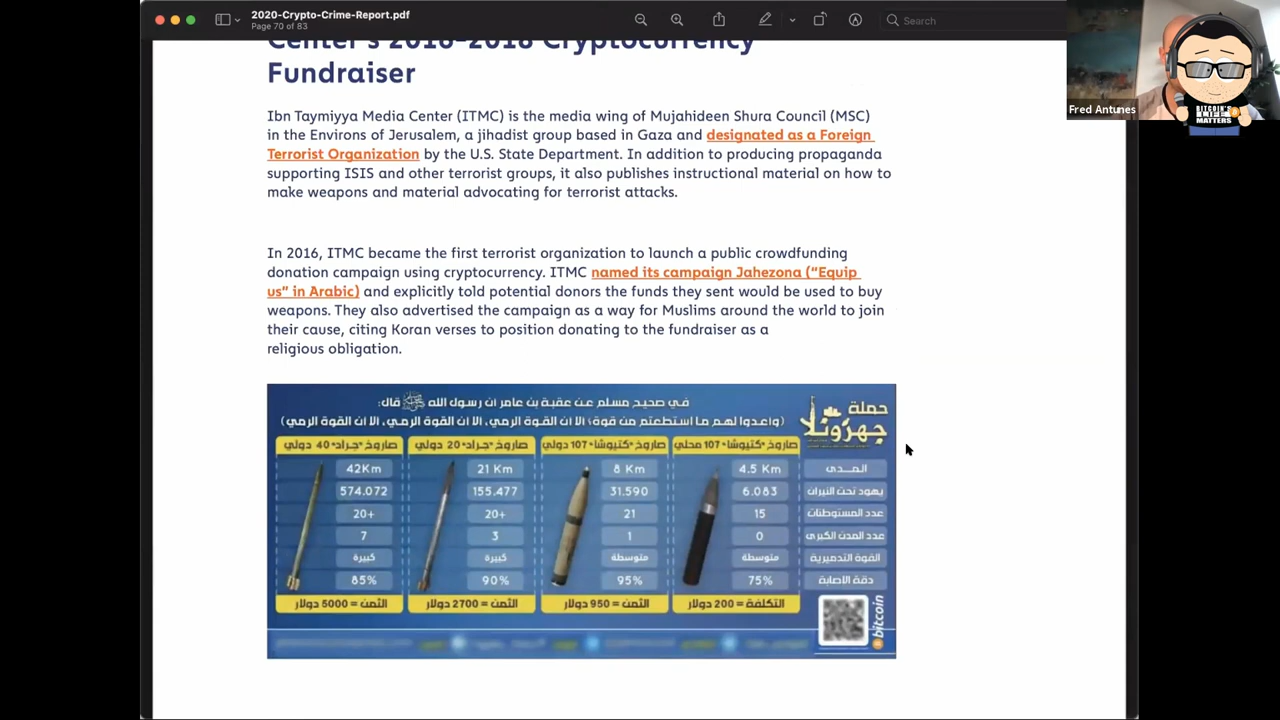 2020-Crypto-Crime-Report.pdf
Page 70 of 83
Search
Fred Antunes
BITCOIN'S
LIFE
MATTERS
Center's 2016-2018 Cryptocurrency
Fundraiser
Ibn Taymiyya Media Center (ITMC) is the media wing of Mujahideen Shura Council (MSC)
in the Environs of Jerusalem, a jihadist group based in Gaza and designated as a Foreign
Terrorist Organization by the U.S. State Department. In addition to producing propaganda
supporting ISIS and other terrorist groups, it also publishes instructional material on how to
make weapons and material advocating for terrorist attacks.
In 2016, ITMC became the first terrorist organization to launch a public crowdfunding
donation campaign using cryptocurrency. ITMC named its campaign Jahezona (“Equip
us” in Arabic) and explicitly told potential donors the funds they sent would be used to buy
weapons. They also advertised the campaign as a way for Muslims around the world to join
their cause, citing Koran verses to position donating to the fundraiser as a
religious obligation.
في صحيح مسلم عن عقبة بن عامر ان رسول الله ﷺ قال:
(واعدوا لهم ما استطعتم من قوة؛ ألا ان القوة الرمي، ألا ان القوة الرمي، ألا ان القوة الرمي)
حملة
جهزونا
صاروخ "كتيوشا" 107 محلي صاروخ "كتيوشا" 107 دولي صاروخ "جراد" 20 دولي صاروخ "جراد" 40 دولي
المـــدى 4.5 Km 8 Km 21 Km 42Km
يهود تحت النيران 6.083 31.590 155.477 574.072
عدد المستوطنات 15 21 20+ 20+
عدد المدن الكبرى 0 1 3 7
القوة التدميرية متوسطة متوسطة كبيرة كبيرة
دقة الاصابة 75% 95% 90% 85%
التكلفة = 200 دولار الثمن = 950 دولار الثمن = 2700 دولار الثمن = 5000 دولار
bitcoin